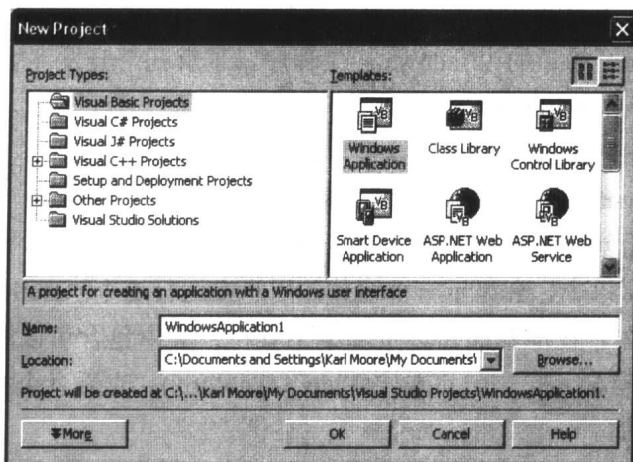 New Project
Project Types:
Templates:
Visual Basic Projects
Visual C# Projects
Visual J# Projects
Visual C++ Projects
Setup and Deployment Projects
Other Projects
Visual Studio Solutions
Windows Application
Class Library
Windows Control Library
Smart Device Application
ASP.NET Web Application
ASP.NET Web Service
A project for creating an application with a Windows user interface
Name:
WindowsApplication1
Location:
C:\Documents and Settings\Karl Moore\My Documents\
Browse...
Project will be created at C:\...\Karl Moore\My Documents\Visual Studio Projects\WindowsApplication1.
More
OK
Cancel
Help